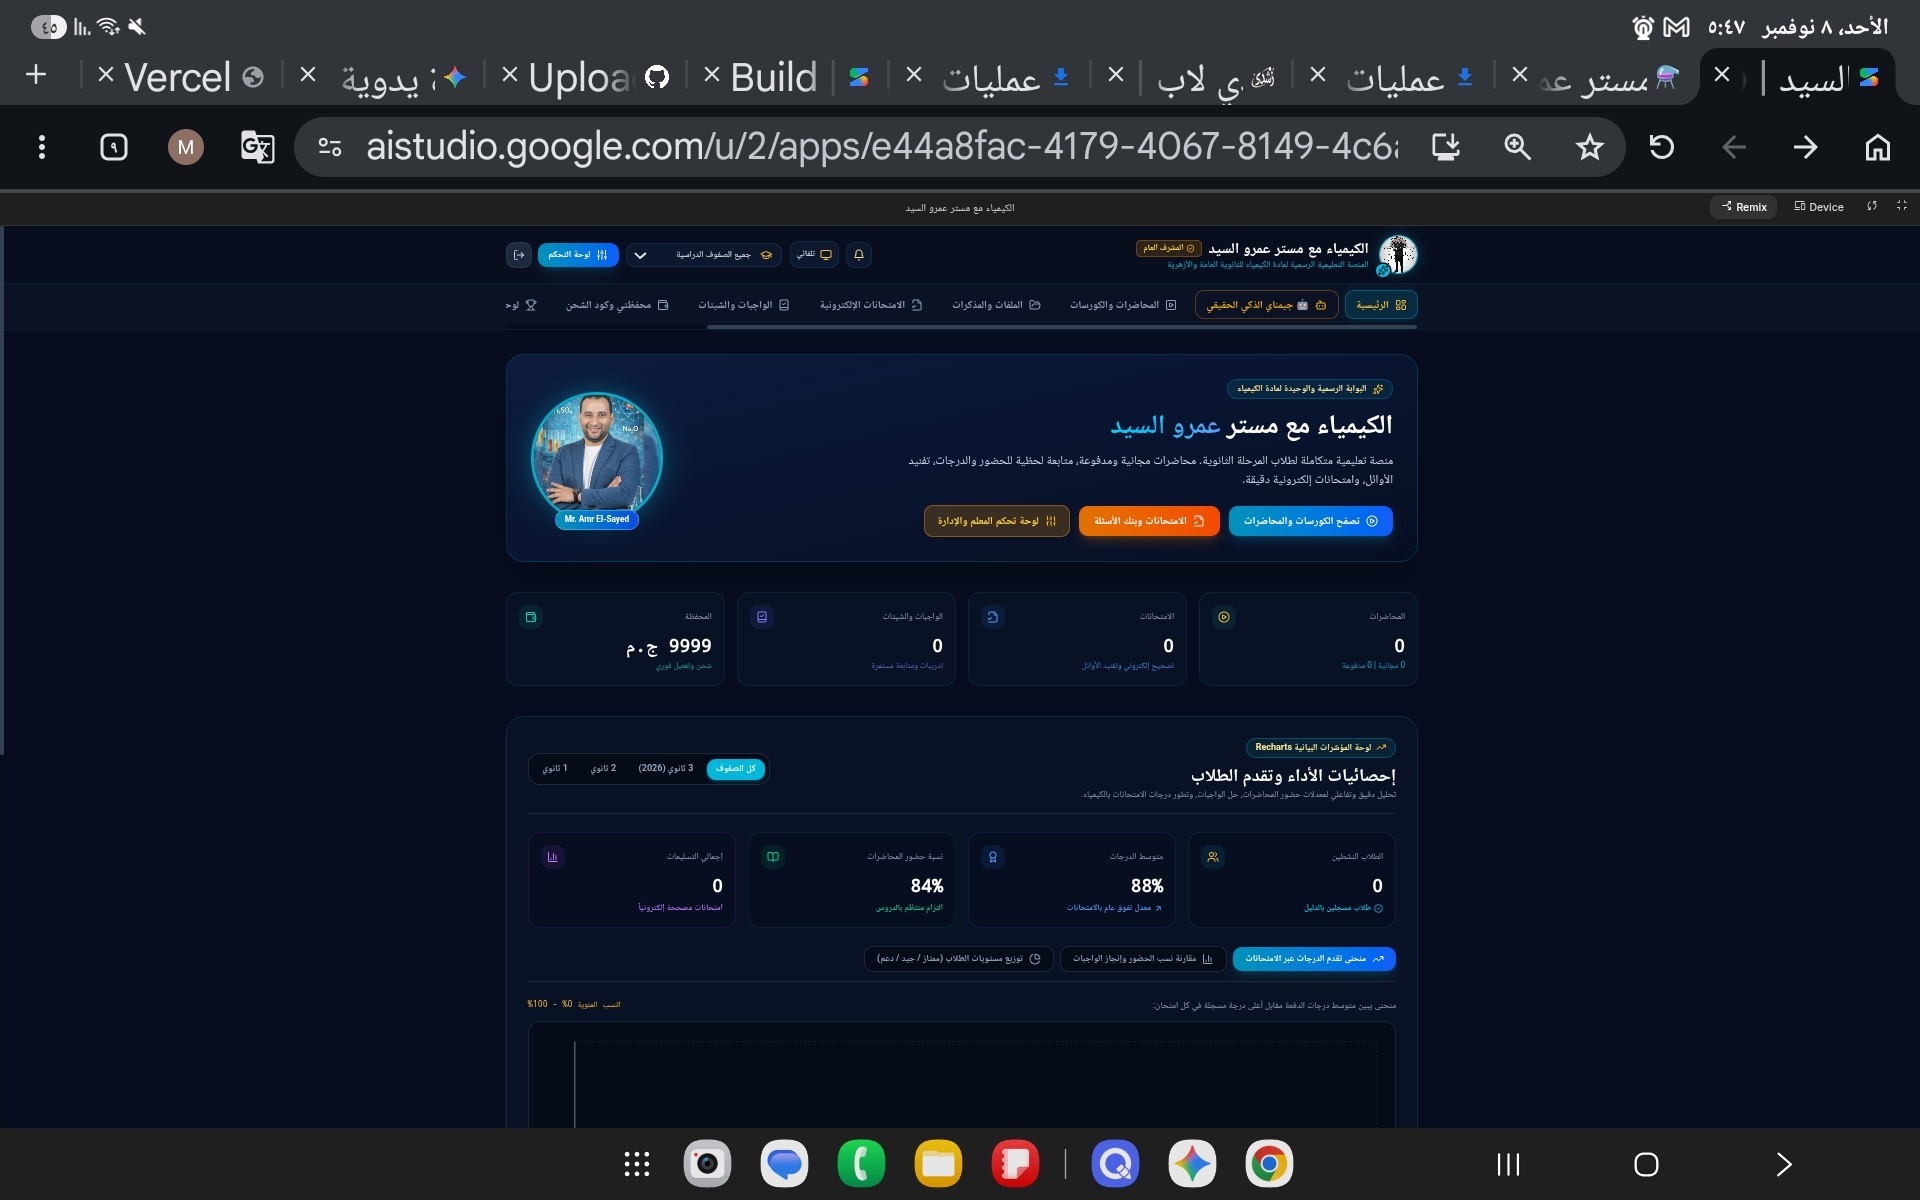 الأحد، ٨ نوفمبر ٥:٤٧
٤٥
السيد
مستر عم
عمليات
ي لاب
عمليات
Build
Uploa
يدوية
Vercel
aistudio.google.com/u/2/apps/e44a8fac-4179-4067-8149-4c6
M
٩
الكيمياء مع مستر عمرو السيد
Remix
Device
الكيمياء مع مستر عمرو السيد
المشرف العام
المنصة التعليمية الرسمية لمادة الكيمياء للثانوية العامة والأزهرية
تلقائي
جميع الصفوف الدراسية
لوحة التحكم
الرئيسية
جيمناي الذكي الحقيقي
المحاضرات والكورسات
الملفات والمذكرات
الامتحانات الإلكترونية
الواجبات والشيتات
محفظتي وكود الشحن
لوح
البوابة الرسمية والوحيدة لمادة الكيمياء
الكيمياء مع مستر عمرو السيد
منصة تعليمية متكاملة لطلاب المرحلة الثانوية. محاضرات مجانية ومدفوعة، متابعة لحظية للحضور والدرجات، تفنيد
الأوائل، وامتحانات إلكترونية دقيقة.
تصفح الكورسات والمحاضرات
الامتحانات وبنك الأسئلة
لوحة تحكم المعلم والإدارة
Na₂O
Mr. Amr El-Sayed
المحاضرات
0
0 مجانية | 0 مدفوعة
الامتحانات
0
تصحيح إلكتروني وتفنيد الأوائل
الواجبات والشيتات
0
تدريبات ومتابعة مستمرة
المحفظة
9999 ج.م
شحن وتفعيل فوري
لوحة المؤشرات البيانية Recharts
إحصائيات الأداء وتقدم الطلاب
تحليل دقيق وتفاعلي لمعدلات حضور المحاضرات، حل الواجبات، وتطور درجات الامتحانات بالكيمياء.
كل الصفوف
3 ثانوي (2026)
2 ثانوي
1 ثانوي
الطلاب النشطين
0
طلاب مسجلين بالدليل
متوسط الدرجات
88%
معدل تفوق عام بالامتحانات
نسبة حضور المحاضرات
84%
التزام منتظم بالدروس
إجمالي التسليمات
0
امتحانات مصححة إلكترونياً
منحنى تقدم الدرجات عبر الامتحانات
مقارنة نسب الحضور وإنجاز الواجبات
توزيع مستويات الطلاب (ممتاز / جيد / دعم)
منحنى يبين متوسط درجات الدفعة مقابل أعلى درجة مسجلة في كل امتحان:
النسب المئوية 0% - 100%